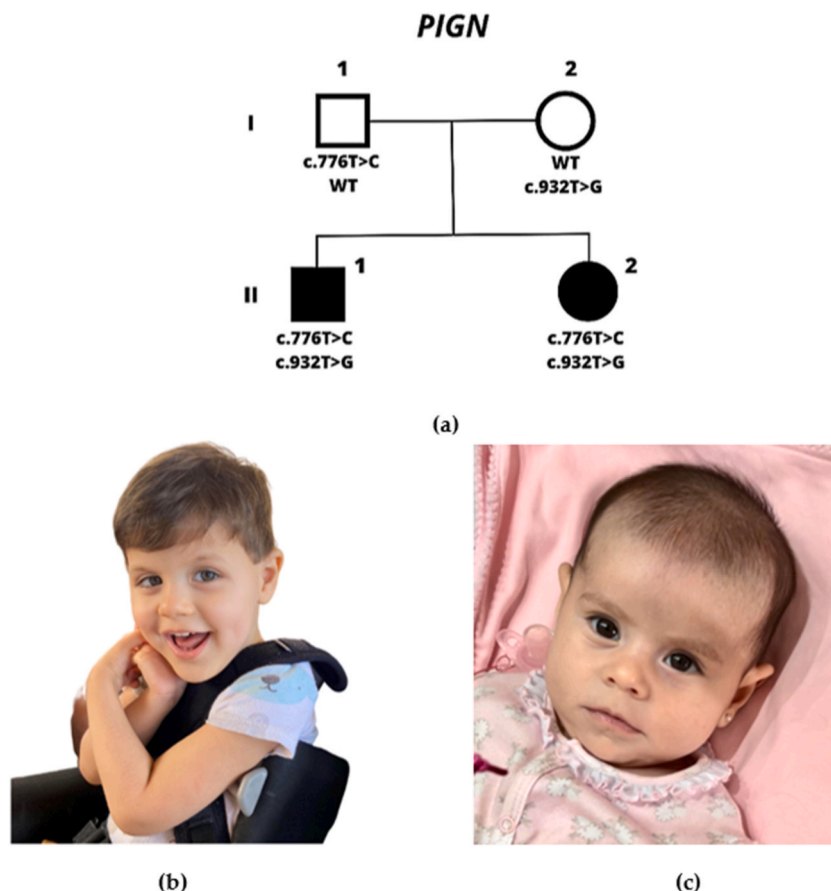 PIGN
1 2
I
c.776T>C WT
WT c.932T>G
1 2
II
c.776T>C c.776T>C
c.932T>G c.932T>G
(a)
(b) (c)